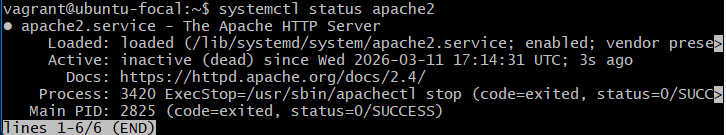 vagrant@ubuntu-focal:~$ systemctl status apache2
● apache2.service - The Apache HTTP Server
     Loaded: loaded (/lib/systemd/system/apache2.service; enabled; vendor prese>
     Active: inactive (dead) since Wed 2026-03-11 17:14:31 UTC; 3s ago
       Docs: https://httpd.apache.org/docs/2.4/
    Process: 3420 ExecStop=/usr/sbin/apachectl stop (code=exited, status=0/SUCC>
   Main PID: 2825 (code=exited, status=0/SUCCESS)
lines 1-6/6 (END)